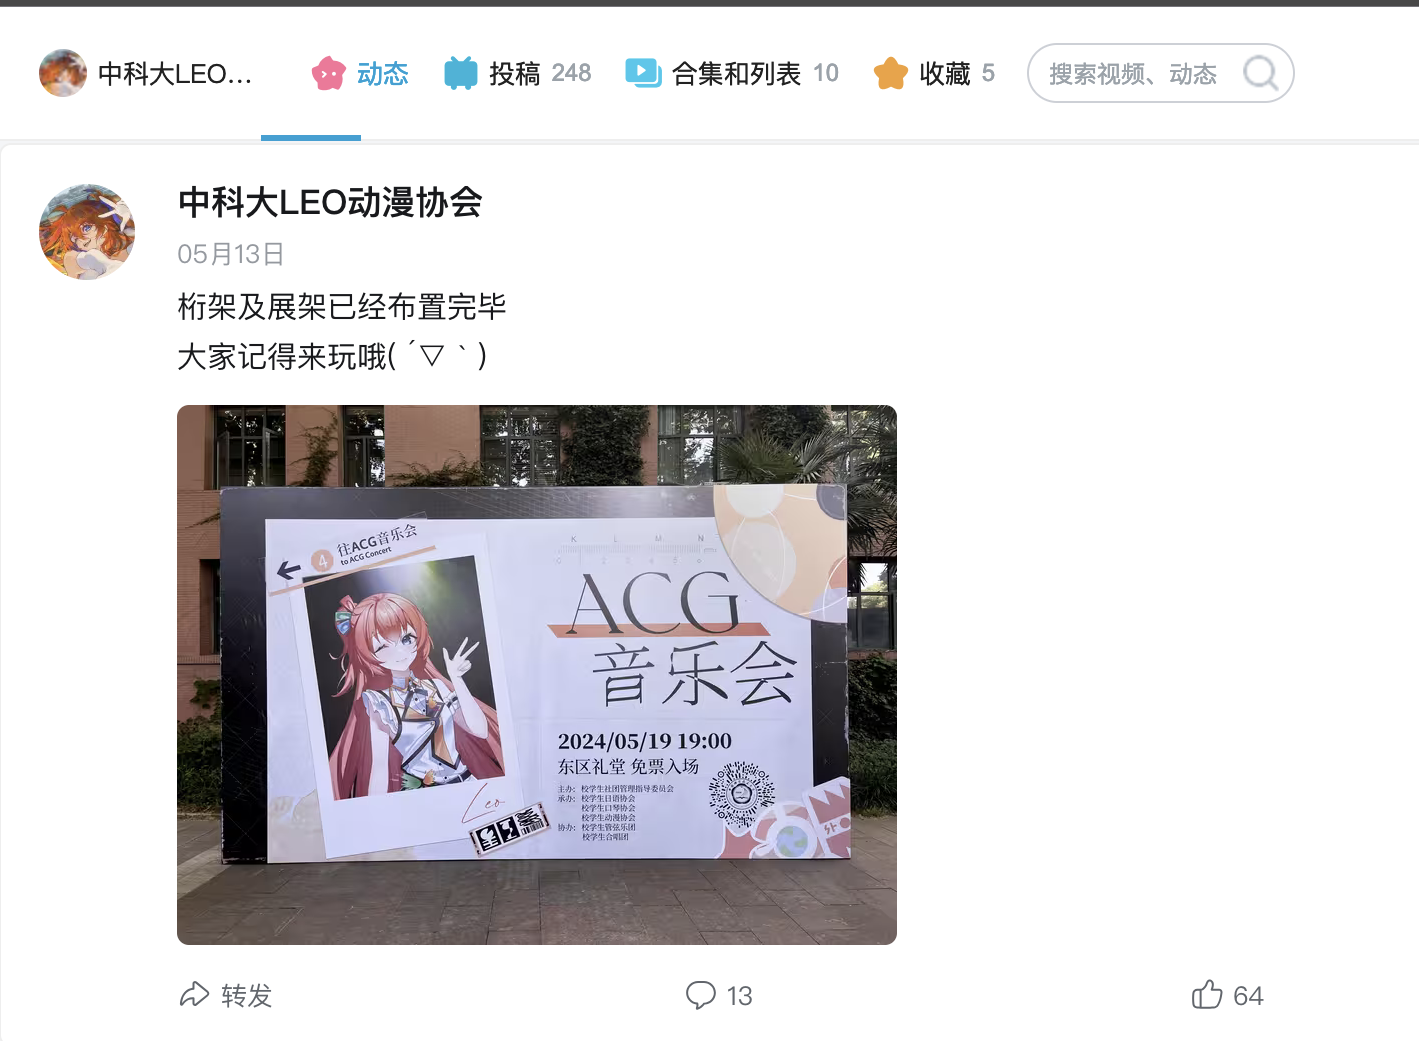 中科大LEO...
动态
投稿 248
合集和列表 10
收藏 5
搜索视频、动态
中科大LEO动漫协会
05月13日
桁架及展架已经布置完毕
大家记得来玩哦( ´▽｀)
4 往ACG音乐会
to ACG Concert
K L M N
ACG
音乐会
2024/05/19 19:00
东区礼堂 免票入场
主办：校学生社团管理指导委员会
承办：校学生日语协会
校学生口琴协会
校学生动漫协会
协办：校学生管弦乐团
校学生合唱团
Leo
转发
13
64